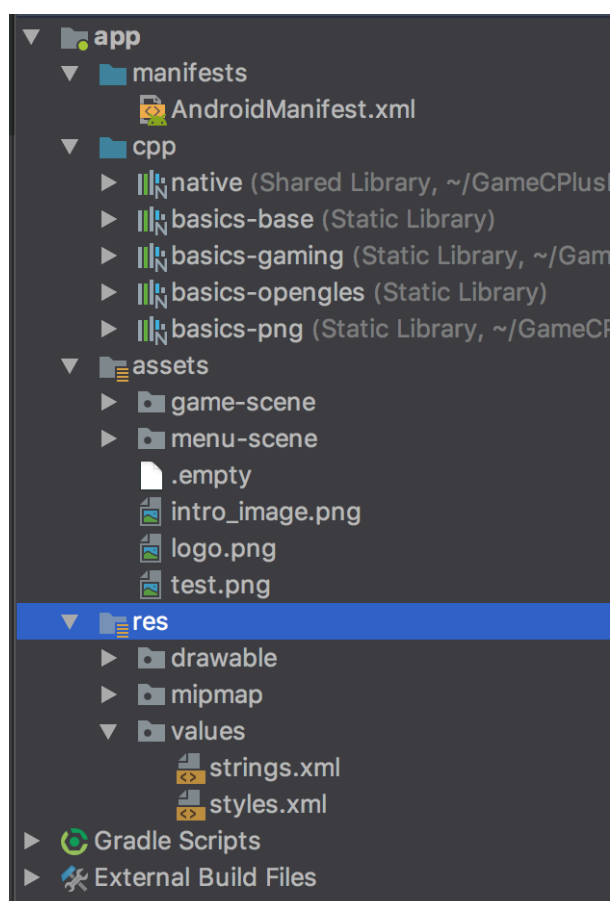 app
manifests
AndroidManifest.xml
cpp
native (Shared Library, ~/GameCPlus
basics-base (Static Library)
basics-gaming (Static Library, ~/Gam
basics-opengles (Static Library)
basics-png (Static Library, ~/GameCP
assets
game-scene
menu-scene
.empty
intro_image.png
logo.png
test.png
res
drawable
mipmap
values
strings.xml
styles.xml
Gradle Scripts
External Build Files